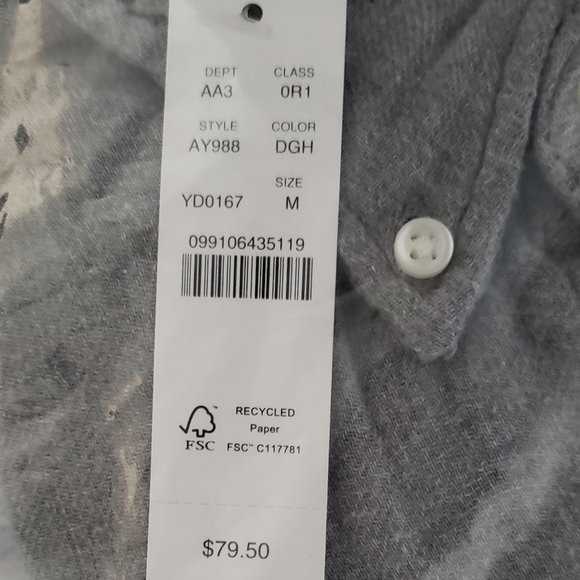 DEPT CLASS
AA3 0R1
STYLE COLOR
AY988 DGH
SIZE
YD0167 M
099106435119
RECYCLED
Paper
FSC™ C117781
FSC
$79.50